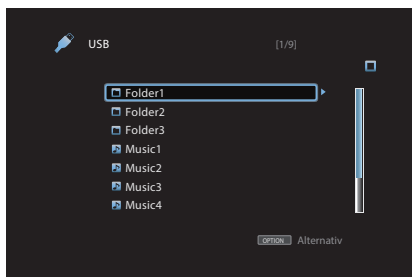 USB [1/9]
Folder1
Folder2
Folder3
Music1
Music2
Music3
Music4
OPTION Alternativ